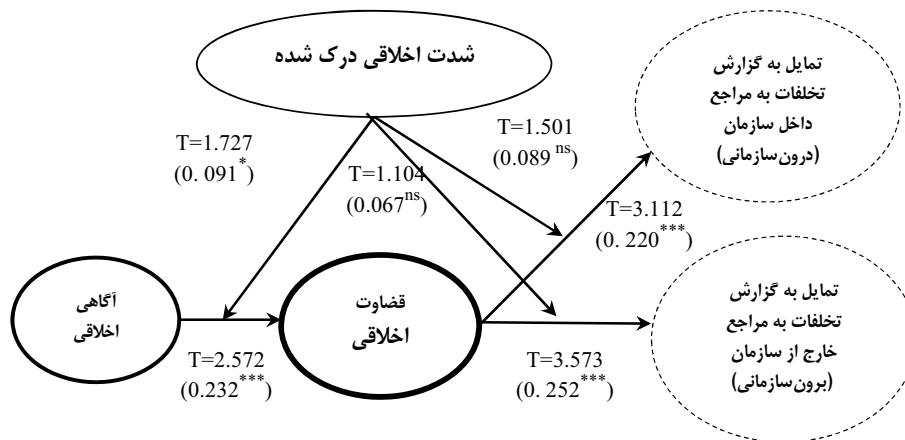 شدت اخلاقی درک شده
تمایل به گزارش
تخلفات به مراجع
داخل سازمان
(درون‌سازمانی)
T=1.727
(0. 091*)
T=1.104
(0.067ns)
T=1.501
(0.089 ns)
T=3.112
(0. 220***)
آگاهی
اخلاقی
قضاوت
اخلاقی
T=2.572
(0.232***)
T=3.573
(0. 252***)
تمایل به گزارش
تخلفات به مراجع
خارج از سازمان
(برون‌سازمانی)